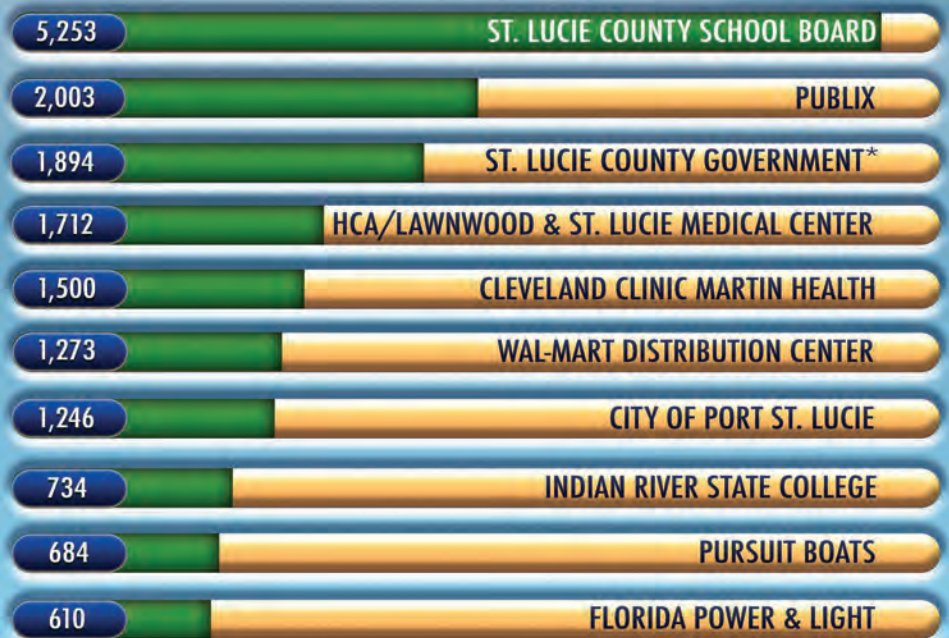 5,253 ST. LUCIE COUNTY SCHOOL BOARD
2,003 PUBLIX
1,894 ST. LUCIE COUNTY GOVERNMENT*
1,712 HCA/LAWNWOOD & ST. LUCIE MEDICAL CENTER
1,500 CLEVELAND CLINIC MARTIN HEALTH
1,273 WAL-MART DISTRIBUTION CENTER
1,246 CITY OF PORT ST. LUCIE
734 INDIAN RIVER STATE COLLEGE
684 PURSUIT BOATS
610 FLORIDA POWER & LIGHT